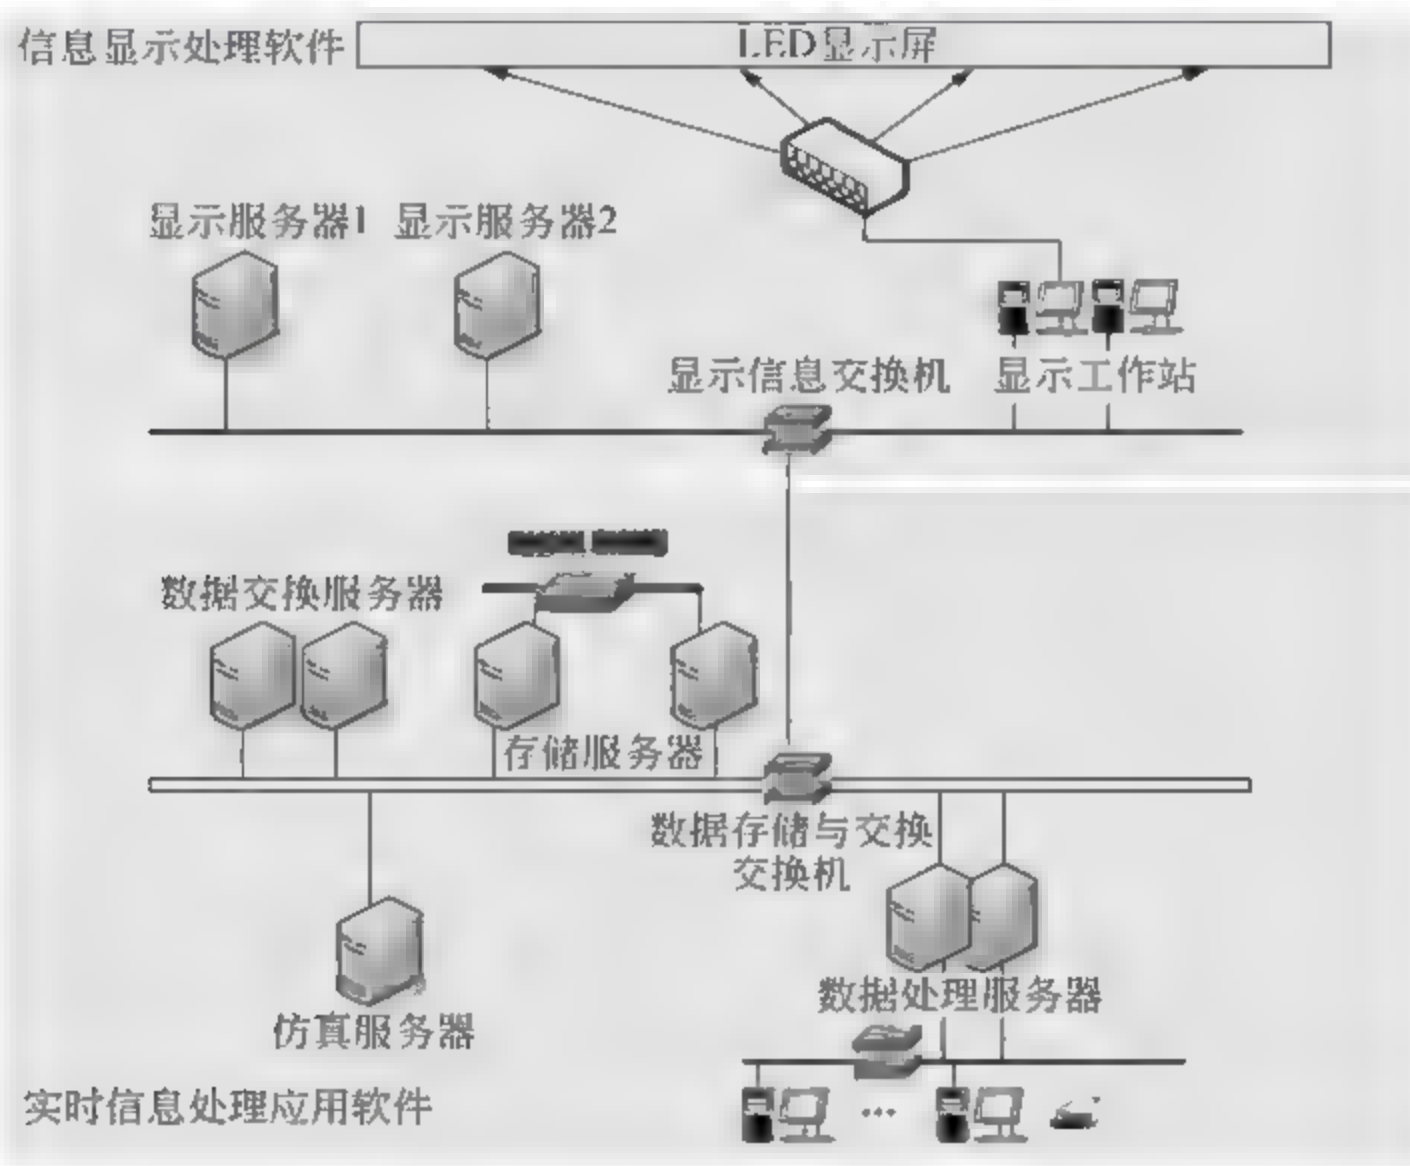 信息显示处理软件
LED显示屏
显示服务器1
显示服务器2
显示信息交换机
显示工作站
数据交换服务器
存储服务器
数据存储与交换
交换机
仿真服务器
数据处理服务器
实时信息处理应用软件
…